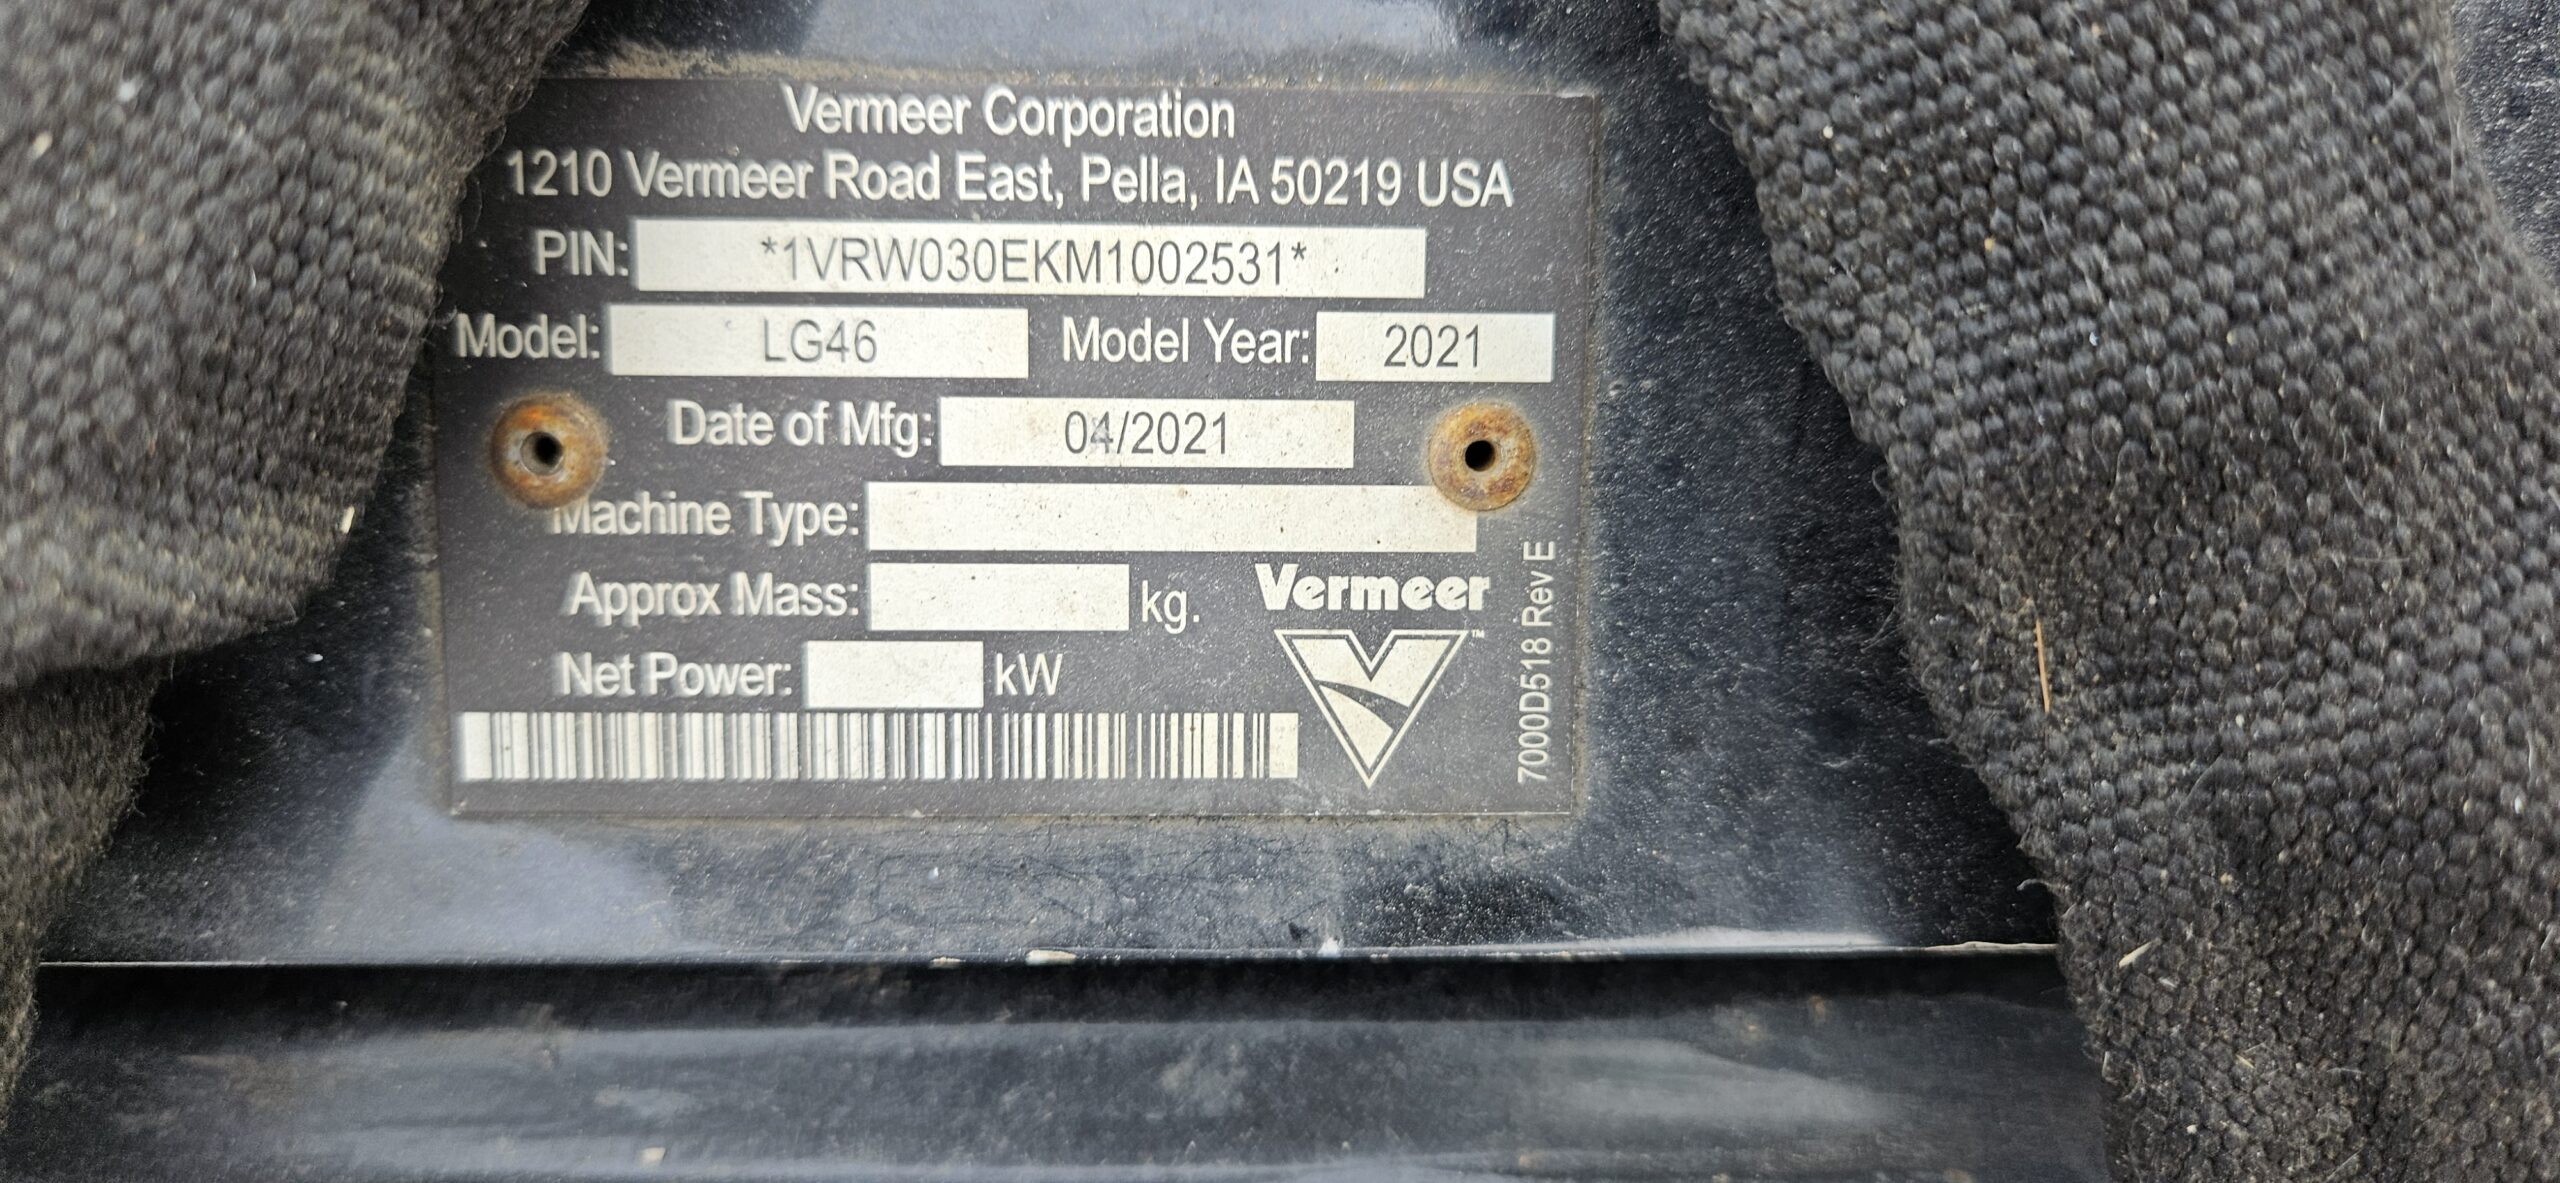 Vermeer Corporation
1210 Vermeer Road East, Pella, IA 50219 USA
PIN: *1VRW030EKM1002531*
Model: LG46 Model Year: 2021
Date of Mfg: 04/2021
Machine Type:
Approx Mass: kg.
Net Power: kW
Vermeer
TM
7000D518 Rev E